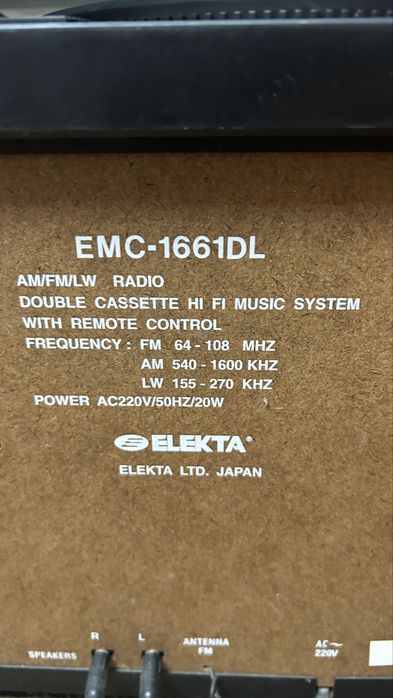 EMC-1661DL
AM/FM/LW RADIO
DOUBLE CASSETTE HI FI MUSIC SYSTEM
WITH REMOTE CONTROL
FREQUENCY : FM 64 - 108 MHZ
AM 540 - 1600 KHZ
LW 155 - 270 KHZ
POWER AC220V/50HZ/20W
ELEKTA®
ELEKTA LTD. JAPAN
SPEAKERS R L
ANTENNA
FM
AC ~
220V